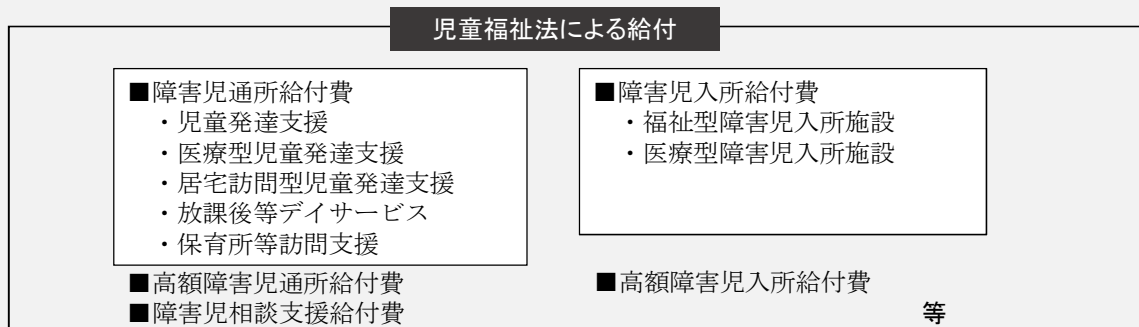 児童福祉法による給付
■障害児通所給付費
・児童発達支援
・医療型児童発達支援
・居宅訪問型児童発達支援
・放課後等デイサービス
・保育所等訪問支援
■高額障害児通所給付費
■障害児相談支援給付費
■障害児入所給付費
・福祉型障害児入所施設
・医療型障害児入所施設
■高額障害児入所給付費
等